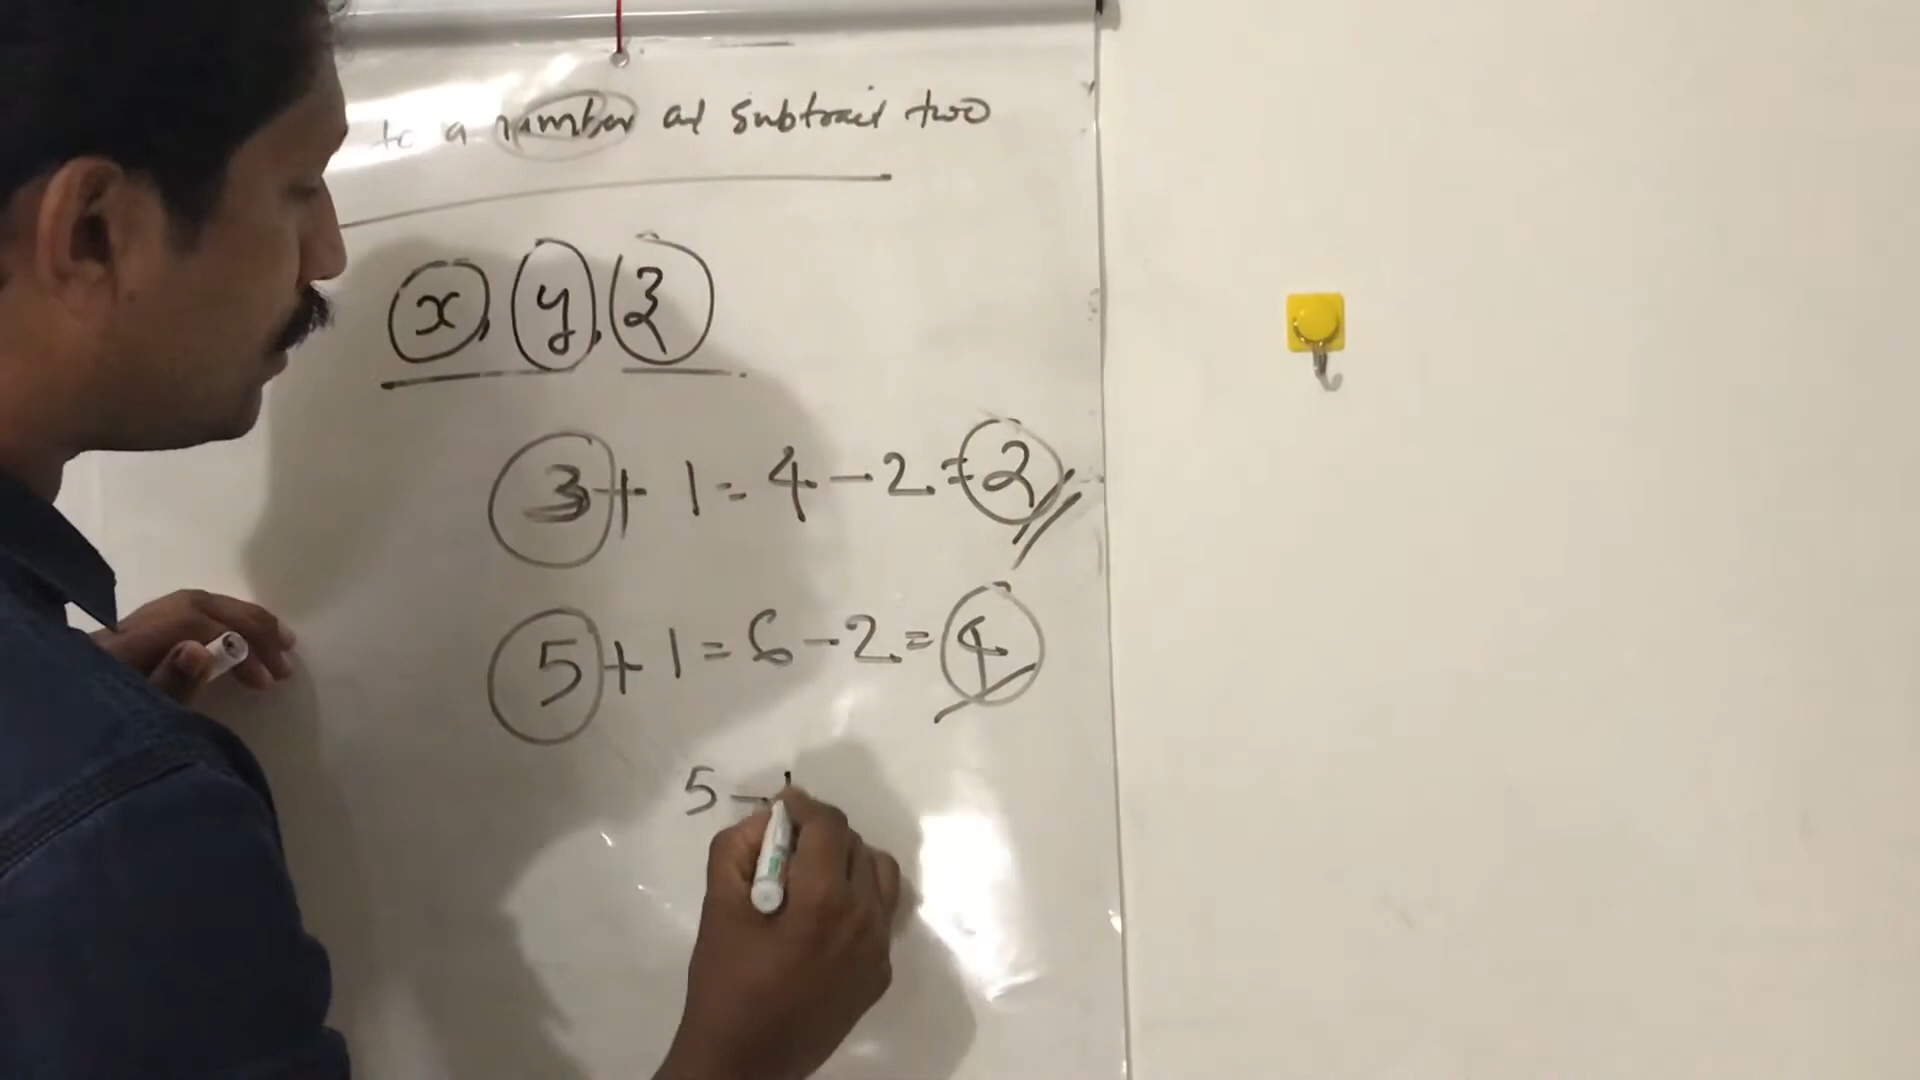 to a number and subtract two
x, y, z
3 + 1 = 4 - 2 = 2
5 + 1 = 6 - 2 = 4
5 -